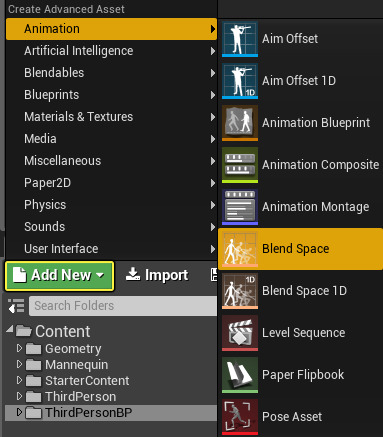 Create Advanced Asset
Animation
Artificial Intelligence
Blendables
Blueprints
Materials & Textures
Media
Miscellaneous
Paper2D
Physics
Sounds
User Interface
Aim Offset
1D
Aim Offset 1D
Animation Blueprint
Animation Composite
Animation Montage
Blend Space
1D
Blend Space 1D
Level Sequence
Paper Flipbook
Pose Asset
Add New
Import
Search Folders
Content
Geometry
Mannequin
StarterContent
ThirdPerson
ThirdPersonBP